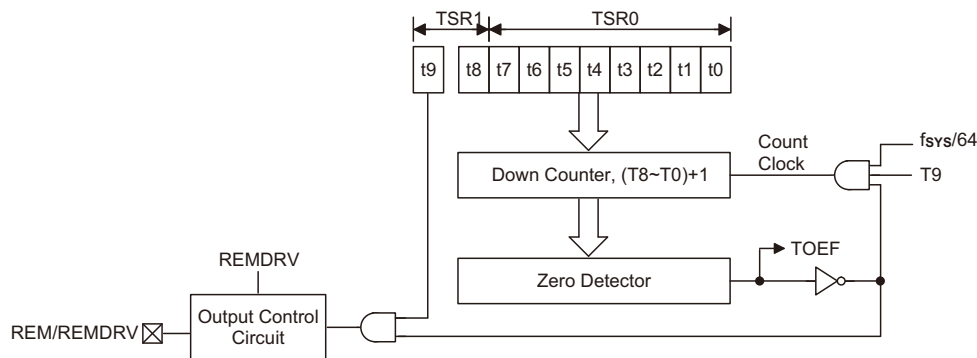 TSR1 TSR0
t9 t8 t7 t6 t5 t4 t3 t2 t1 t0
Count
Clock
fSYS/64
T9
Down Counter, (T8~T0)+1
TOEF
Zero Detector
REMDRV
Output Control
Circuit
REM/REMDRV